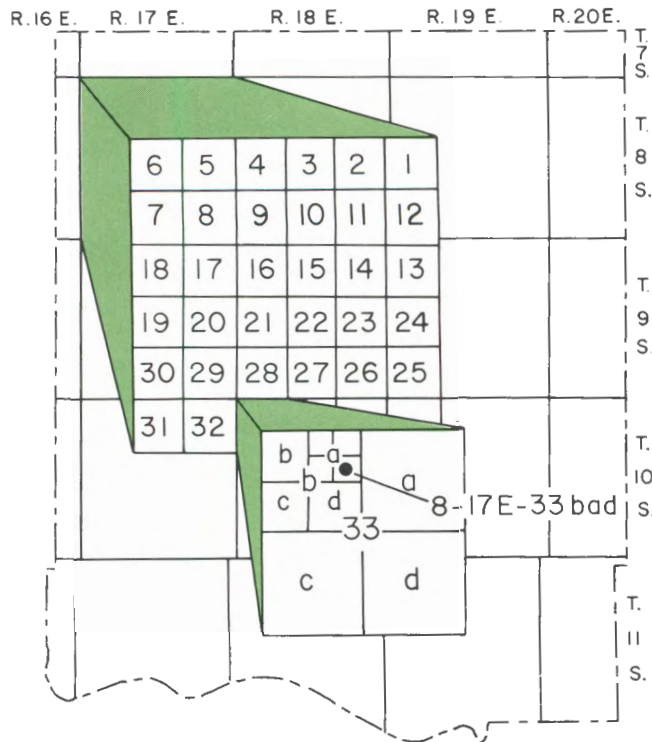 R.16 E. R. 17 E. R.18 E. R. 19 E. R.20E.
T.
7
S.
T.
8
S.
6 5 4 3 2 1
7 8 9 10 11 12
18 17 16 15 14 13
T.
9
S.
19 20 21 22 23 24
30 29 28 27 26 25
31 32
T.
10
S.
b a
b a
c d
8-17E-33 bad
33
c d
T.
11
S.